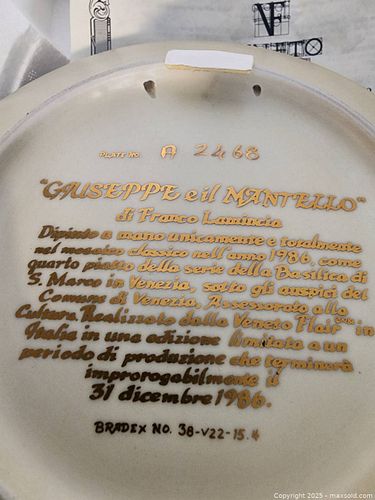 NF
PLATE NO. A 2468
"GIUSEPPE e il MANTELLO"
di Franco Lamincia
Dipinto a mano unicamente e totalmente
nel mosaico classico nell'anno 1986, come
quarto piatto della serie della Basilica di
S. Marco in Venezia, sotto gli auspici del
Comune di Venezia, Assessorato alla
Cultura. Realizzato dalla Veneto Flair in
Italia in una edizione limitata a un
periodo di produzione che terminerà
improrogabilmente il
31 dicembre 1986.
BRADEX NO. 38-V22-15.4
Copyright 2025 - maxsold.com